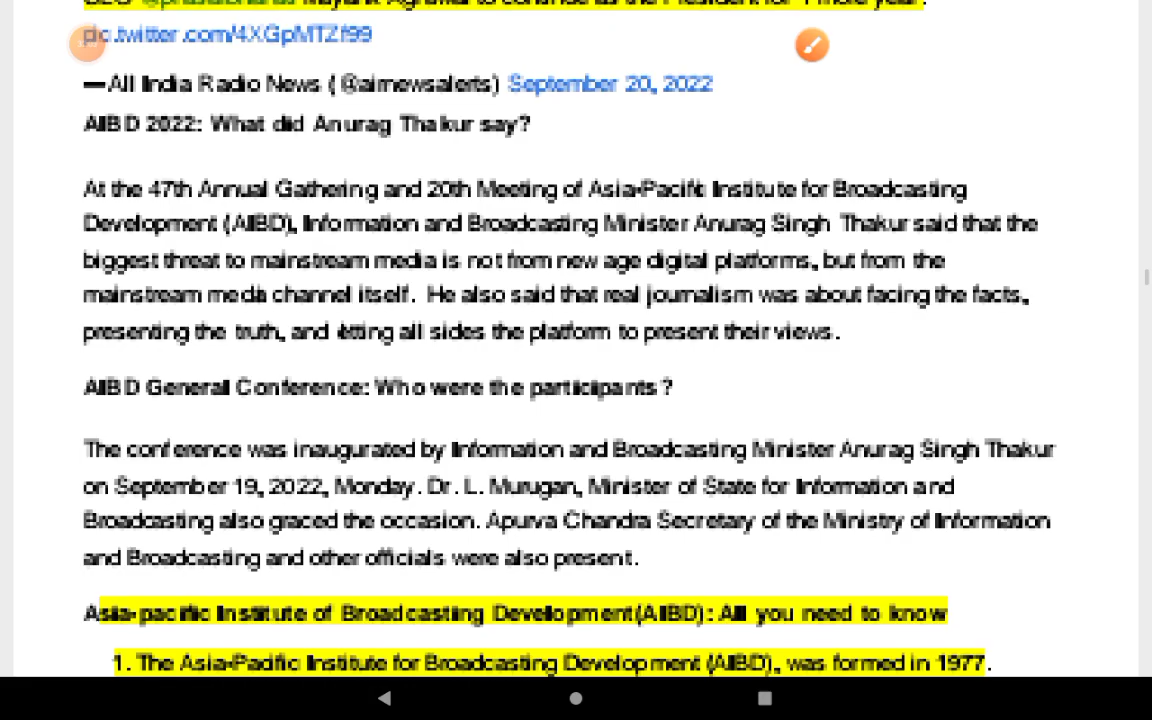 pic.twitter.com/4XGpMTZf99
—All India Radio News (@airnewsalerts) September 20, 2022
AIBD 2022: What did Anurag Thakur say?
At the 47th Annual Gathering and 20th Meeting of Asia-Pacific Institute for Broadcasting
Development (AIBD), Information and Broadcasting Minister Anurag Singh Thakur said that the
biggest threat to mainstream media is not from new age digital platforms, but from the
mainstream media channel itself. He also said that real journalism was about facing the facts,
presenting the truth, and letting all sides the platform to present their views.
AIBD General Conference: Who were the participants?
The conference was inaugurated by Information and Broadcasting Minister Anurag Singh Thakur
on September 19, 2022, Monday. Dr. L. Murugan, Minister of State for Information and
Broadcasting also graced the occasion. Apurva Chandra Secretary of the Ministry of Information
and Broadcasting and other officials were also present.
Asia-pacific Institute of Broadcasting Development(AIBD): All you need to know
1. The Asia-Pacific Institute for Broadcasting Development (AIBD), was formed in 1977.